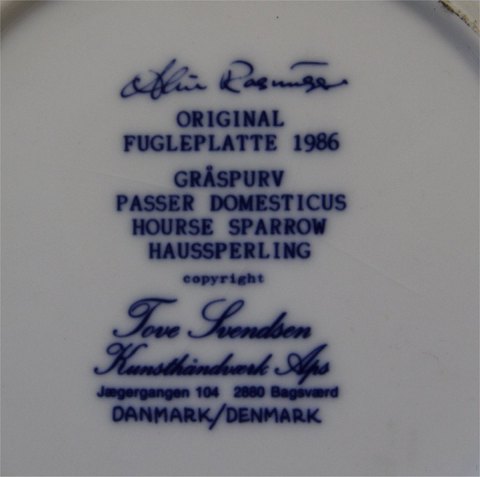 Rasmussen
ORIGINAL
FUGLEPLATTE 1986
GRÅSPURV
PASSER DOMESTICUS
HOURSE SPARROW
HAUSSPERLING
copyright
Tove Svendsen
Kunsthåndværk Aps
Jægergangen 104 2880 Bagsværd
DANMARK/DENMARK